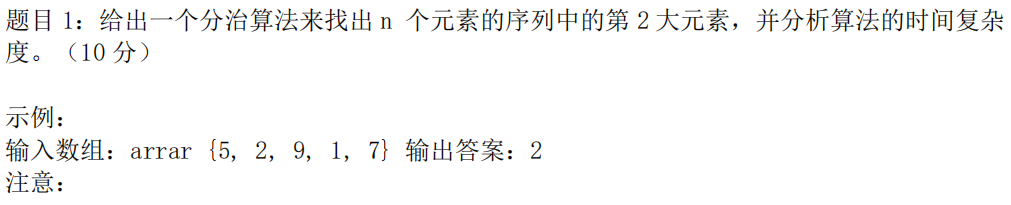 题目 1：给出一个分治算法来找出 n 个元素的序列中的第 2 大元素，并分析算法的时间复杂
度。（10 分）
示例：
输入数组：arrar {5, 2, 9, 1, 7} 输出答案：2
注意：